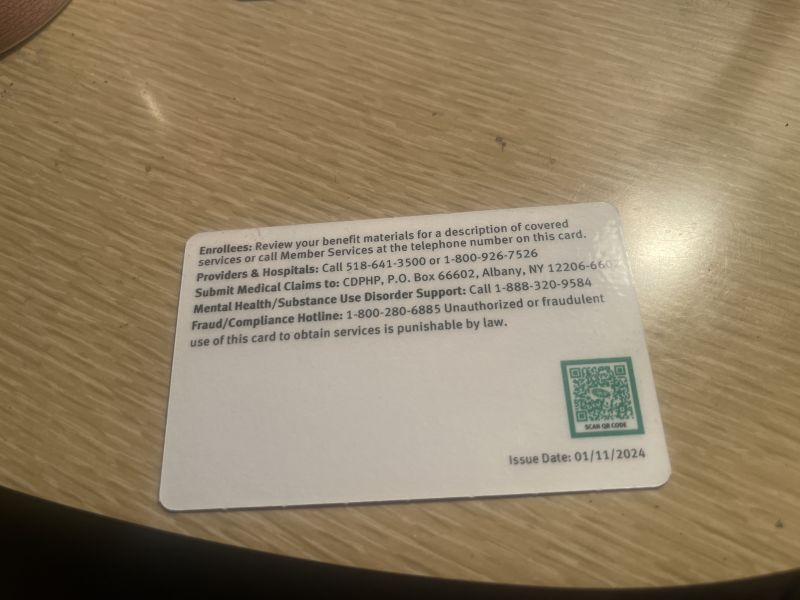 Enrollees: Review your benefit materials for a description of covered
services or call Member Services at the telephone number on this card.
Providers & Hospitals: Call 518-641-3500 or 1-800-926-7526
Submit Medical Claims to: CDPHP, P.O. Box 66602, Albany, NY
Mental Health/Substance Use Disorder Support: Call 1-888-320-9584
Fraud/Compliance Hotline: 1-800-280-6885 Unauthorized or fraudulent
use of this card to obtain services is punishable by law.
SCAN QR CODE
Issue Date: 01/11/2024